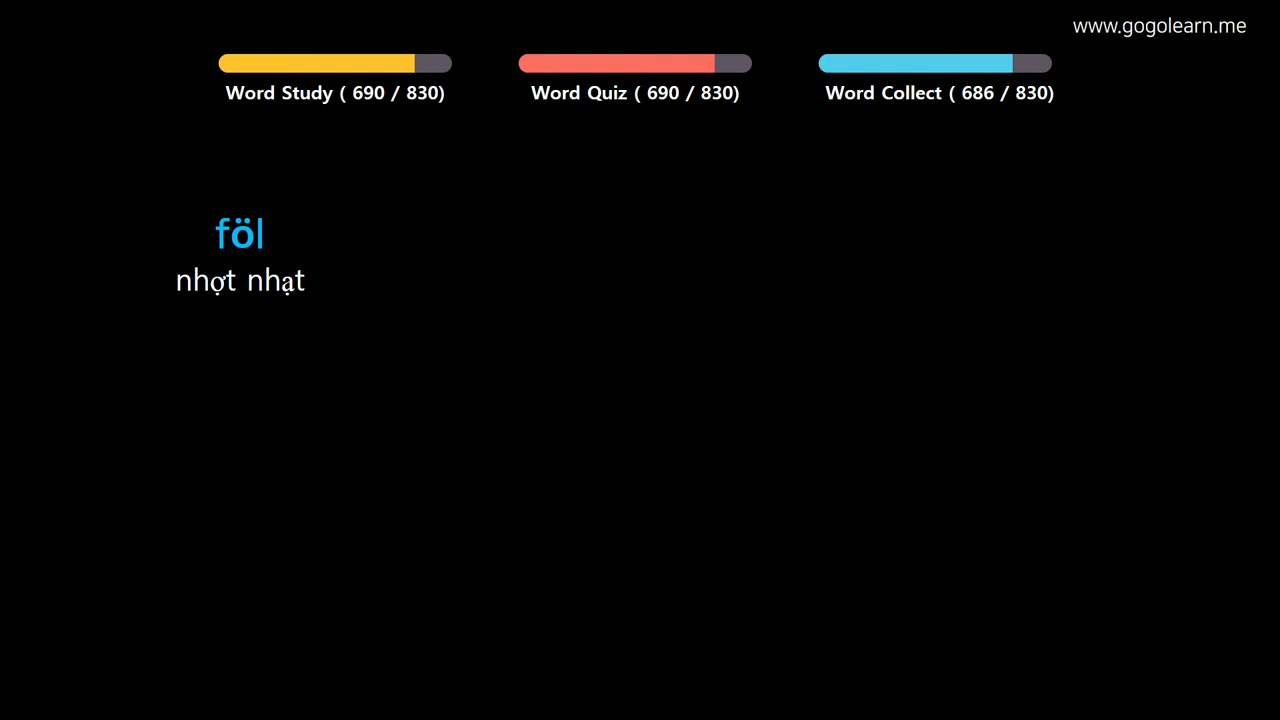 www.gogolearn.me
Word Study ( 690 / 830)
Word Quiz ( 690 / 830)
Word Collect ( 686 / 830)
föl
nhợt nhạt